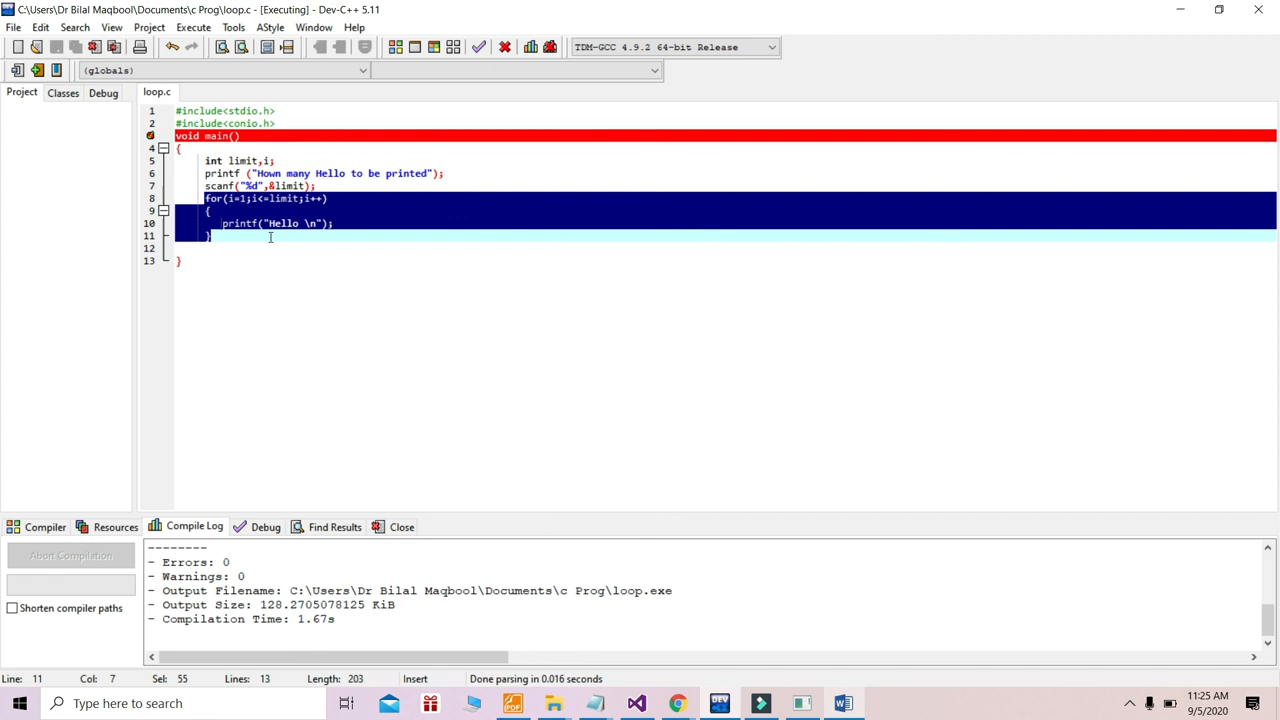 C:\Users\Dr Bilal Maqbool\Documents\c Prog\loop.c - [Executing] - Dev-C++ 5.11
File Edit Search View Project Execute Tools AStyle Window Help
TDM-GCC 4.9.2 64-bit Release
(globals)
Project Classes Debug loop.c
1 #include<stdio.h>
2 #include<conio.h>
void main()
4 {
5 int limit,i;
6 printf ("Hown many Hello to be printed");
7 scanf("%d",&limit);
8 for(i=1;i<=limit;i++)
9 {
10 printf("Hello \n");
11 }
12
13 }
Compiler Resources Compile Log Debug Find Results Close
Abort Compilation
Shorten compiler paths
--------
- Errors: 0
- Warnings: 0
- Output Filename: C:\Users\Dr Bilal Maqbool\Documents\c Prog\loop.exe
- Output Size: 128.2705078125 KiB
- Compilation Time: 1.67s
Line: 11 Col: 7 Sel: 55 Lines: 13 Length: 203 Insert Done parsing in 0.016 seconds
Type here to search
11:25 AM
9/5/2020